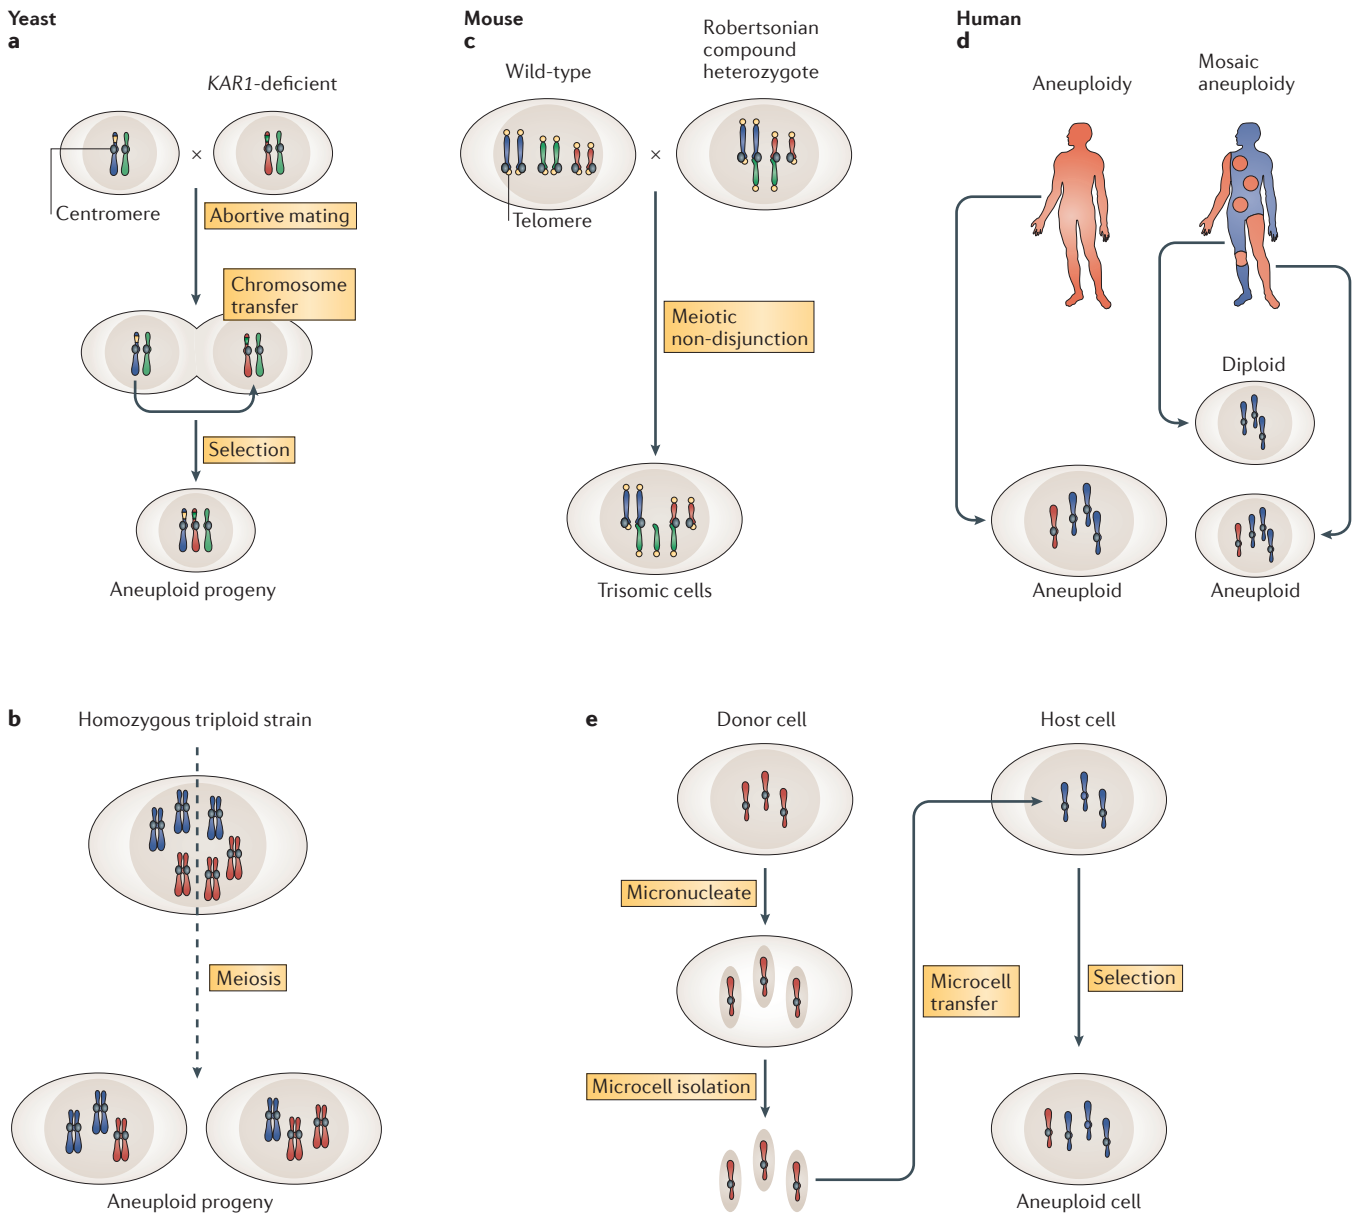 Yeast
a
KAR1-deficient
×
Centromere
Abortive mating
Chromosome
transfer
Selection
Aneuploid progeny
Mouse
c
Wild-type
Robertsonian
compound
heterozygote
×
Telomere
Meiotic
non-disjunction
Trisomic cells
Human
d
Aneuploidy
Mosaic
aneuploidy
Diploid
Aneuploid
Aneuploid
b
Homozygous triploid strain
Meiosis
Aneuploid progeny
e
Donor cell
Host cell
Micronucleate
Microcell isolation
Microcell
transfer
Selection
Aneuploid cell